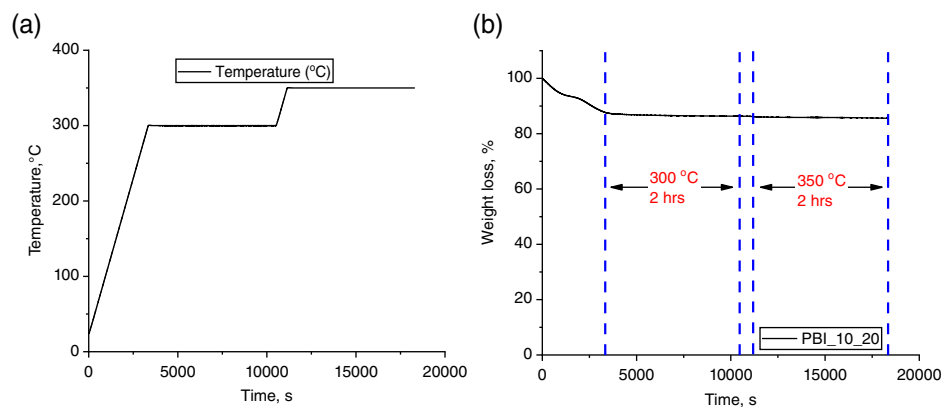 (a)
400
300
200
100
0
Temperature,°C
Temperature (°C)
0
5000
10000
15000
20000
Time, s
(b)
100
80
60
40
20
0
Weight loss, %
300 °C
2 hrs
350 °C
2 hrs
PBI_10_20
0
5000
10000
15000
20000
Time, s